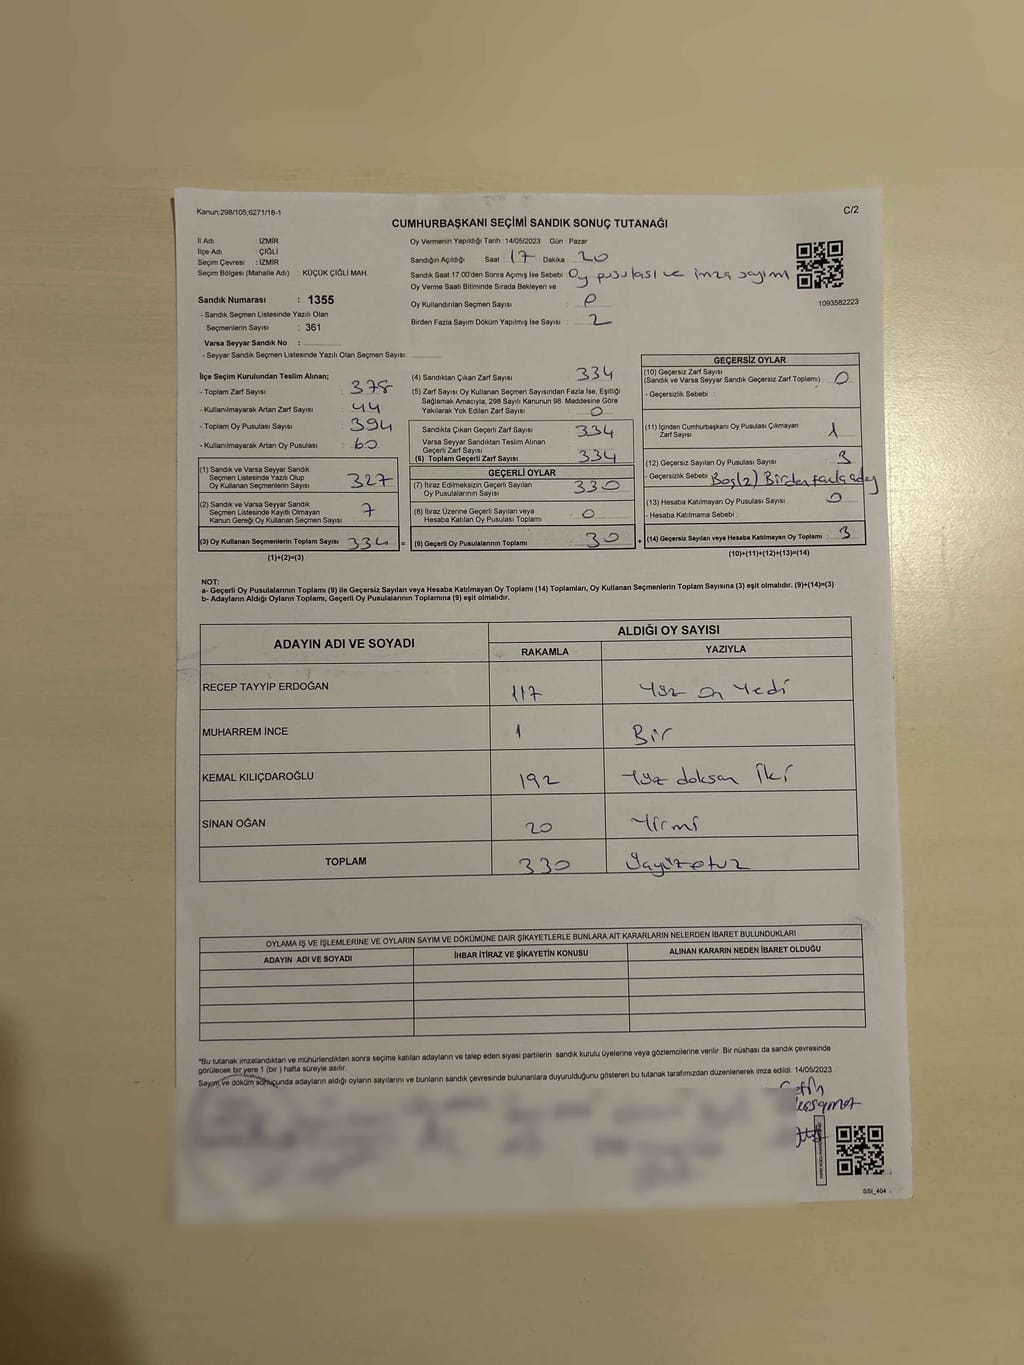 Kanun:298/105;6271/18-1
C/2
CUMHURBAŞKANI SEÇİMİ SANDIK SONUÇ TUTANAĞI
İl Adı : İZMİR
İlçe Adı : ÇİĞLİ
Seçim Çevresi : İZMİR
Seçim Bölgesi (Mahalle Adı) : KÜÇÜK ÇİĞLİ MAH.
Sandık Numarası : 1355
- Sandık Seçmen Listesinde Yazılı Olan
Seçmenlerin Sayısı : 361
Varsa Seyyar Sandık No :
- Seyyar Sandık Seçmen Listesinde Yazılı Olan Seçmen Sayısı :
Oy Vermenin Yapıldığı Tarih : 14/05/2023 Gün : Pazar
Sandığın Açıldığı Saat : 17 Dakika : 20
Sandık Saat 17.00'den Sonra Açımış İse Sebebi : Oy pusulası ve imza sayımı
Oy Verme Saati Bitiminde Sırada Bekleyen ve
Oy Kullandırılan Seçmen Sayısı : 0
Birden Fazla Sayım Döküm Yapılmış İse Sayısı : 2
1093582223
İlçe Seçim Kurulundan Teslim Alınan;
- Toplam Zarf Sayısı : 378
- Kullanılmayarak Artan Zarf Sayısı : 44
- Toplam Oy Pusulası Sayısı : 394
- Kullanılmayarak Artan Oy Pusulası : 60
(1) Sandık ve Varsa Seyyar Sandık
Seçmen Listesinde Yazılı Olup
Oy Kullanan Seçmenlerin Sayısı : 327
(2) Sandık ve Varsa Seyyar Sandık
Seçmen Listesinde Kayıtlı Olmayan
Kanun Gereği Oy Kullanan Seçmen Sayısı : 7
(3) Oy Kullanan Seçmenlerin Toplam Sayısı : 334 =
(1)+(2)=(3)
(4) Sandıktan Çıkan Zarf Sayısı : 334
(5) Zarf Sayısı Oy Kullanan Seçmen Sayısından Fazla İse, Eşitliği
Sağlamak Amacıyla, 298 Sayılı Kanunun 98. Maddesine Göre
Yakılarak Yok Edilen Zarf Sayısı : 0
Sandıkta Çıkan Geçerli Zarf Sayısı : 334
Varsa Seyyar Sandıktan Teslim Alınan
Geçerli Zarf Sayısı :
(6) Toplam Geçerli Zarf Sayısı : 334
GEÇERLİ OYLAR
(7) İtiraz Edilmeksizin Geçerli Sayılan
Oy Pusulalarının Sayısı : 330
(8) İtiraz Üzerine Geçerli Sayılan veya
Hesaba Katılan Oy Pusulası Toplamı : 0
(9) Geçerli Oy Pusulalarının Toplamı : 30 +
GEÇERSİZ OYLAR
(10) Geçersiz Zarf Sayısı
(Sandık ve Varsa Seyyar Sandık Geçersiz Zarf Toplamı) : 0
- Geçersizlik Sebebi :
(11) İçinden Cumhurbaşkanı Oy Pusulası Çıkmayan
Zarf Sayısı : 1
(12) Geçersiz Sayılan Oy Pusulası Sayısı : 3
- Geçersizlik Sebebi : Boş(2) Birden fazla aday
(13) Hesaba Katılmayan Oy Pusulası Sayısı : 0
- Hesaba Katılmama Sebebi :
(14) Geçersiz Sayılan veya Hesaba Katılmayan Oy Toplamı : 3
(10)+(11)+(12)+(13)=(14)
NOT:
a- Geçerli Oy Pusulalarının Toplamı (9) ile Geçersiz Sayılan veya Hesaba Katılmayan Oy Toplamı (14) Toplamları, Oy Kullanan Seçmenlerin Toplam Sayısına (3) eşit olmalıdır. (9)+(14)=(3)
b- Adayların Aldığı Oyların Toplamı, Geçerli Oy Pusulalarının Toplamına (9) eşit olmalıdır.
ADAYIN ADI VE SOYADI
ALDIĞI OY SAYISI
RAKAMLA YAZIYLA
RECEP TAYYİP ERDOĞAN 117 Yüz on Yedi
MUHARREM İNCE 1 Bir
KEMAL KILIÇDAROĞLU 192 Yüz doksan İki
SİNAN OĞAN 20 Yirmi
TOPLAM 330 Üçyüzotuz
OYLAMA İŞ VE İŞLEMLERİNE VE OYLARIN SAYIM VE DÖKÜMÜNE DAİR ŞİKAYETLERLE BUNLARA AİT KARARLARIN NELERDEN İBARET BULUNDUKLARI
ADAYIN ADI VE SOYADI İHBAR İTİRAZ VE ŞİKAYETİN KONUSU ALINAN KARARIN NEDEN İBARET OLDUĞU
*Bu tutanak imzalandıktan ve mühürlendikten sonra seçime katılan adayların ve talep eden siyasi partilerin sandık kurulu üyelerine veya gözlemcilerine verilir. Bir nüshası da sandık çevresinde
görülecek bir yere 1 (bir ) hafta süreyle asılır.
Sayım ve döküm sonucunda adayların aldığı oyların sayılarını ve bunların sandık çevresinde bulunanlara duyurulduğunu gösteren bu tutanak tarafımızdan düzenlenerek imza edildi. 14/05/2023
SSI_404